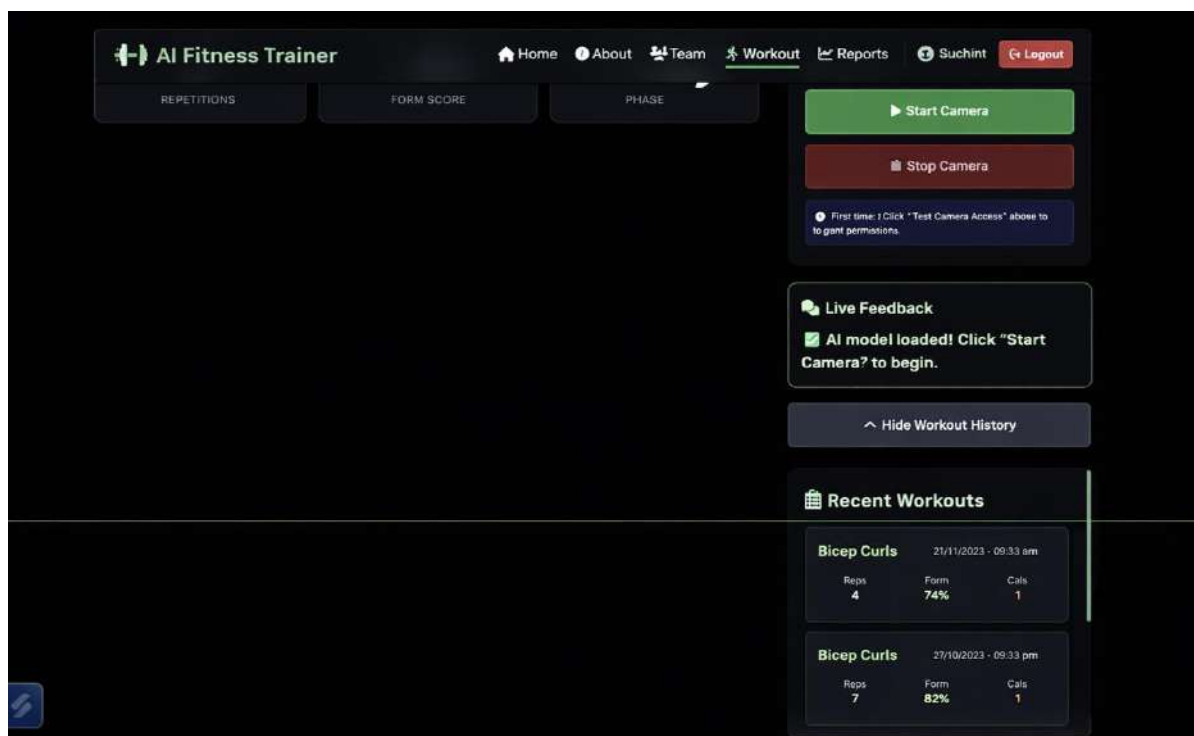 AI Fitness Trainer
Home About Team Workout Reports Suchint Logout
REPETITIONS FORM SCORE PHASE
Start Camera
Stop Camera
First time: : Click "Test Camera Access" above to
to gant permissions.
Live Feedback
AI model loaded! Click "Start
Camera? to begin.
Hide Workout History
Recent Workouts
Bicep Curls 21/11/2023 - 09:33 am
Reps Form Cals
4 74% 1
Bicep Curls 27/10/2023 - 09:33 pm
Reps Form Cals
7 82% 1